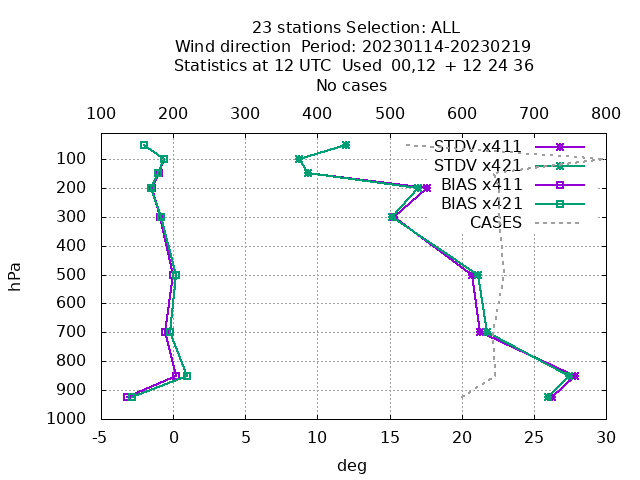 23 stations Selection: ALL
Wind direction  Period: 20230114-20230219
Statistics at 12 UTC  Used  00,12  + 12 24 36
No cases
100 200 300 400 500 600 700 800
STDV x411
STDV x421
BIAS x411
BIAS x421
CASES
100
200
300
400
500
600
700
800
900
1000
hPa
-5 0 5 10 15 20 25 30
deg